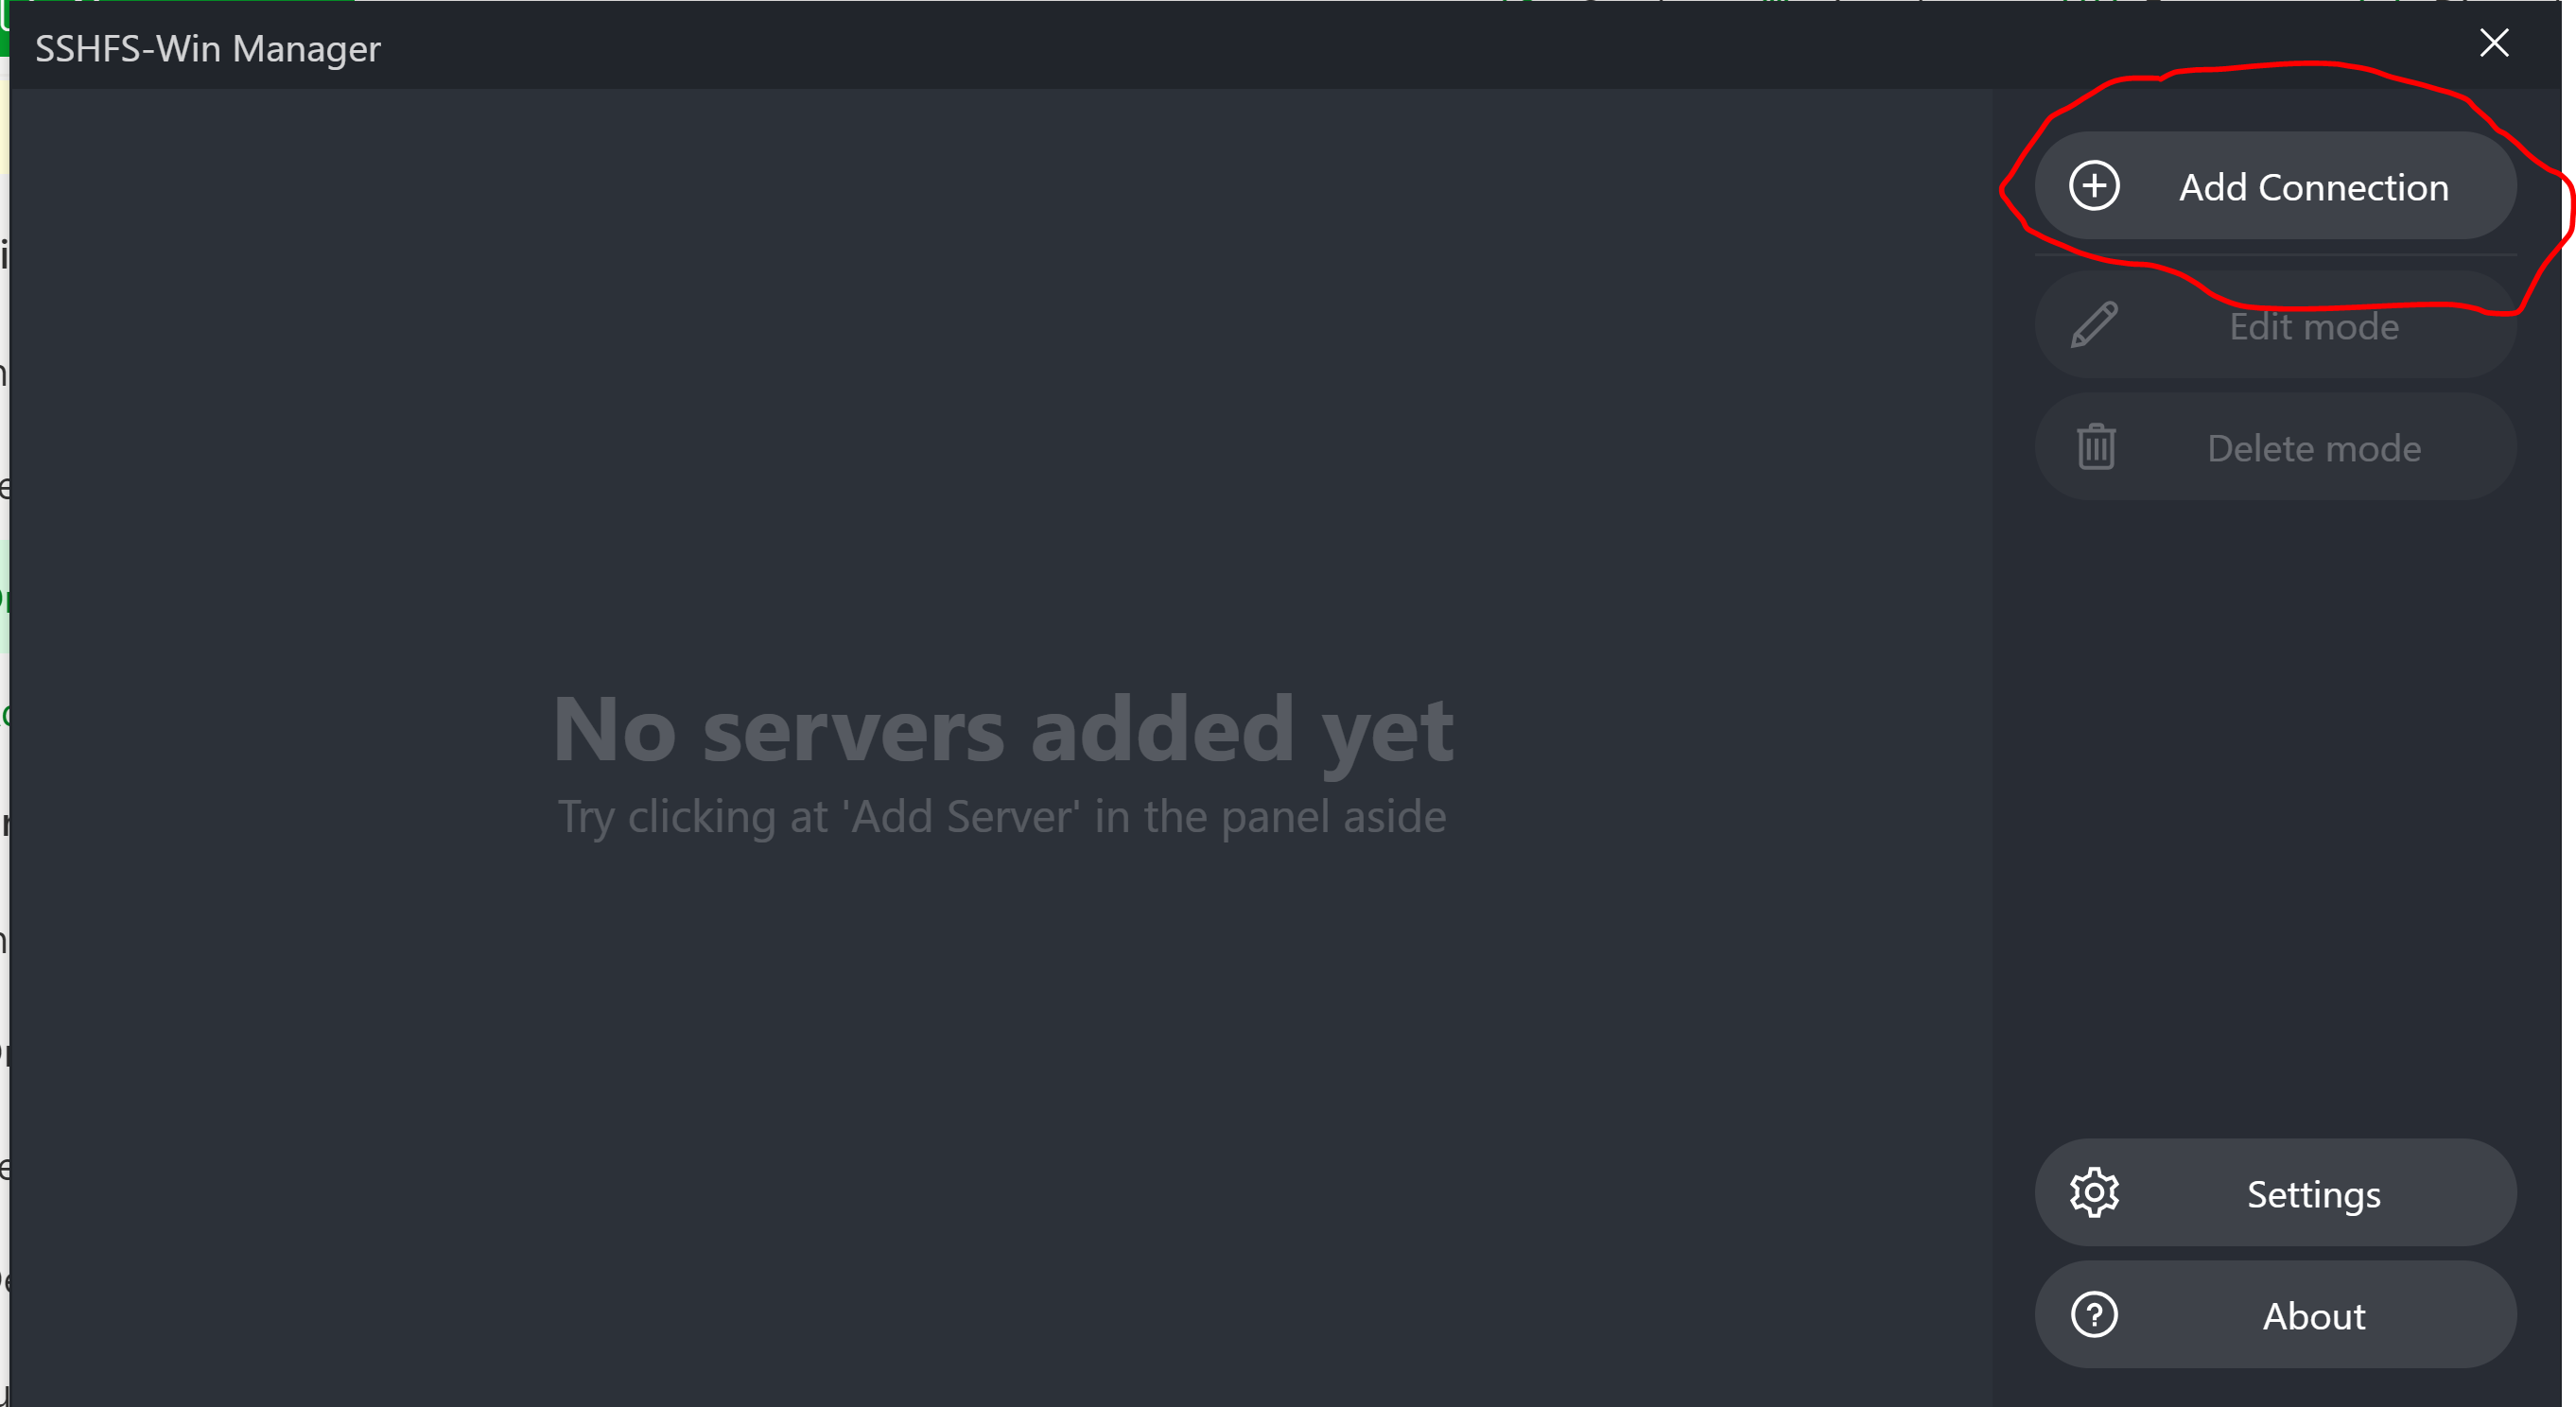 SSHFS-Win Manager
Add Connection
Edit mode
Delete mode
No servers added yet
Try clicking at 'Add Server' in the panel aside
Settings
About